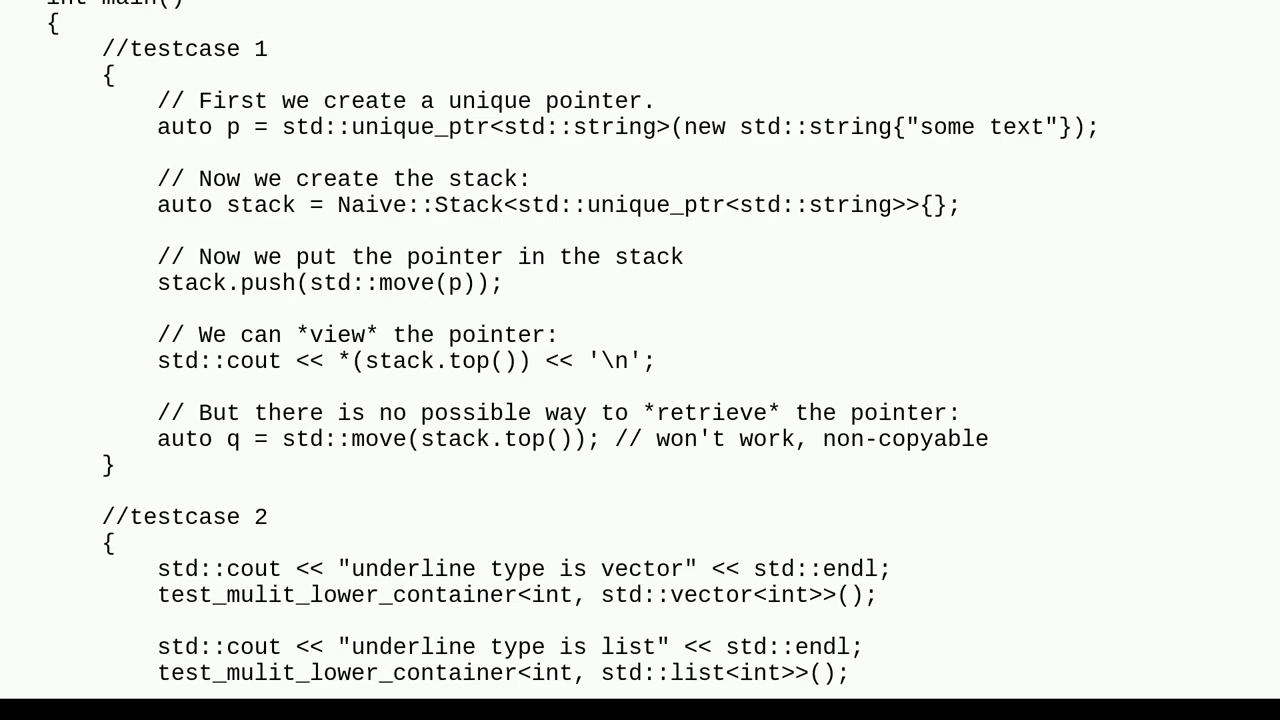 int main()
{
    //testcase 1
    {
        // First we create a unique pointer.
        auto p = std::unique_ptr<std::string>(new std::string{"some text"});

        // Now we create the stack:
        auto stack = Naive::Stack<std::unique_ptr<std::string>>{};

        // Now we put the pointer in the stack
        stack.push(std::move(p));

        // We can *view* the pointer:
        std::cout << *(stack.top()) << '\n';

        // But there is no possible way to *retrieve* the pointer:
        auto q = std::move(stack.top()); // won't work, non-copyable
    }

    //testcase 2
    {
        std::cout << "underline type is vector" << std::endl;
        test_mulit_lower_container<int, std::vector<int>>();

        std::cout << "underline type is list" << std::endl;
        test_mulit_lower_container<int, std::list<int>>();